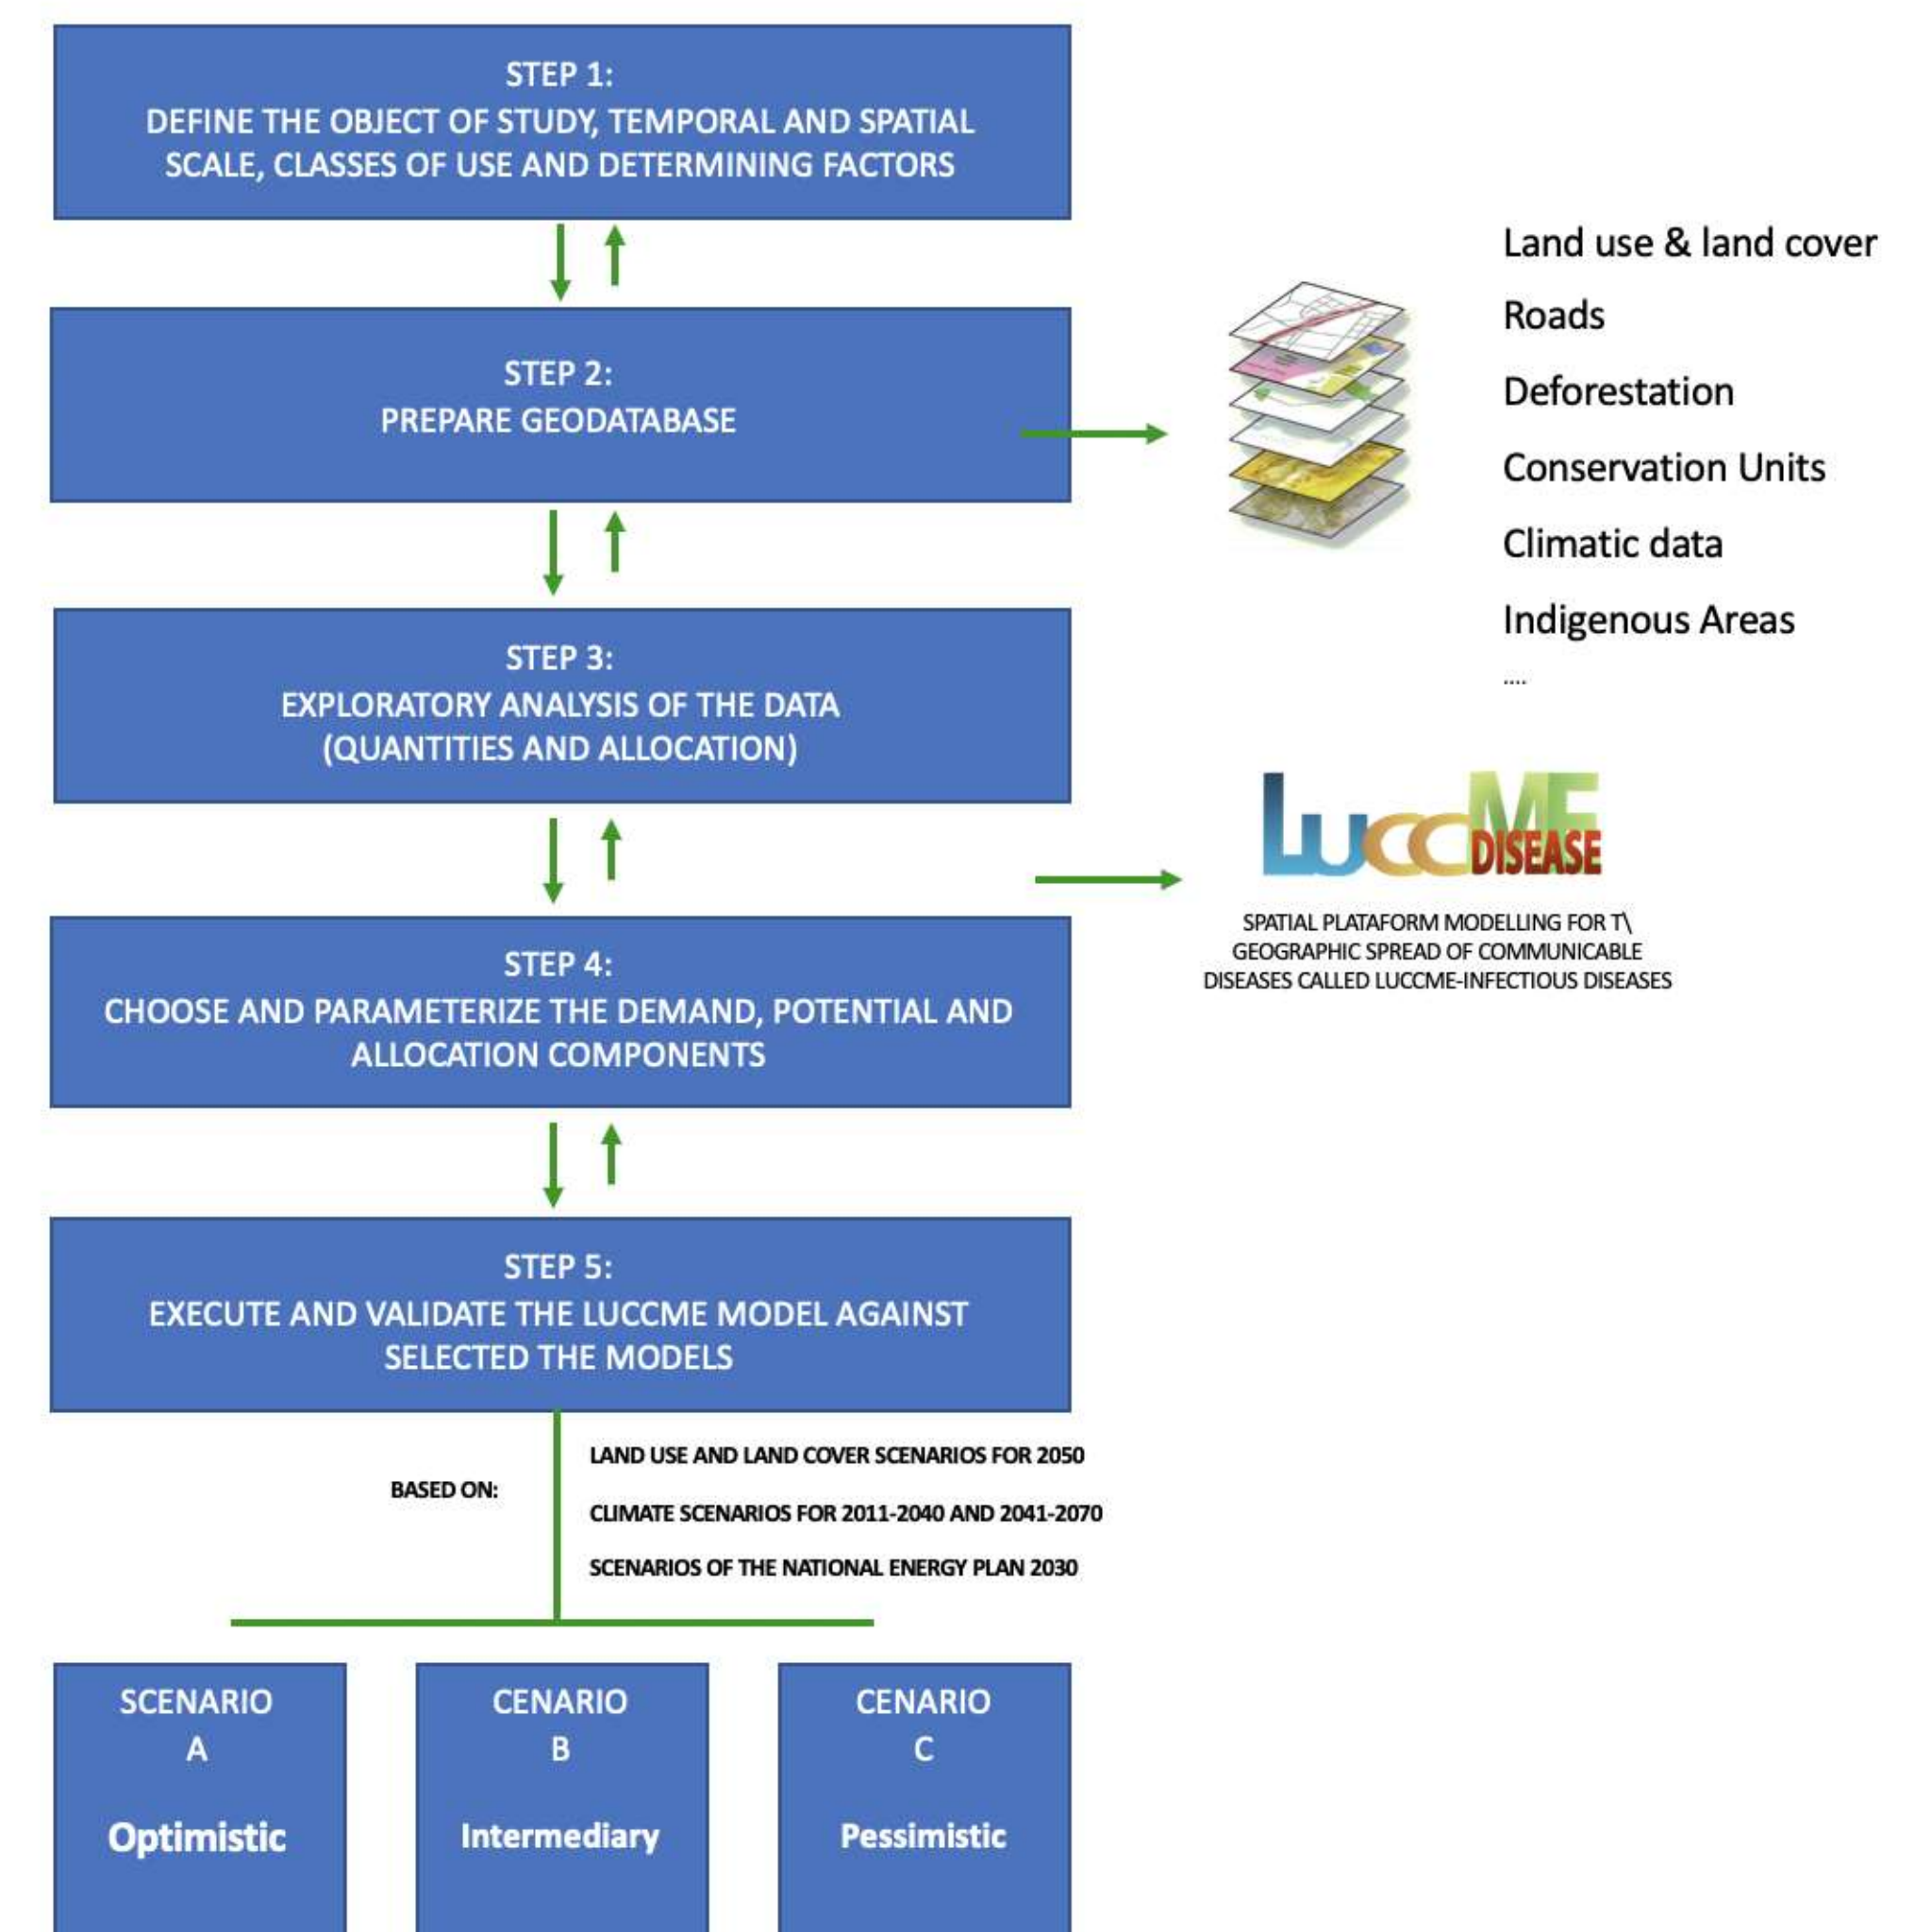 STEP 1:
DEFINE THE OBJECT OF STUDY, TEMPORAL AND SPATIAL
SCALE, CLASSES OF USE AND DETERMINING FACTORS
STEP 2:
PREPARE GEODATABASE
Land use & land cover
Roads
Deforestation
Conservation Units
Climatic data
Indigenous Areas
....
STEP 3:
EXPLORATORY ANALYSIS OF THE DATA
(QUANTITIES AND ALLOCATION)
LuccME
DISEASE
SPATIAL PLATAFORM MODELLING FOR T\
GEOGRAPHIC SPREAD OF COMMUNICABLE
DISEASES CALLED LUCCME-INFECTIOUS DISEASES
STEP 4:
CHOOSE AND PARAMETERIZE THE DEMAND, POTENTIAL AND
ALLOCATION COMPONENTS
STEP 5:
EXECUTE AND VALIDATE THE LUCCME MODEL AGAINST
SELECTED THE MODELS
BASED ON:
LAND USE AND LAND COVER SCENARIOS FOR 2050
CLIMATE SCENARIOS FOR 2011-2040 AND 2041-2070
SCENARIOS OF THE NATIONAL ENERGY PLAN 2030
SCENARIO
A
Optimistic
CENARIO
B
Intermediary
CENARIO
C
Pessimistic